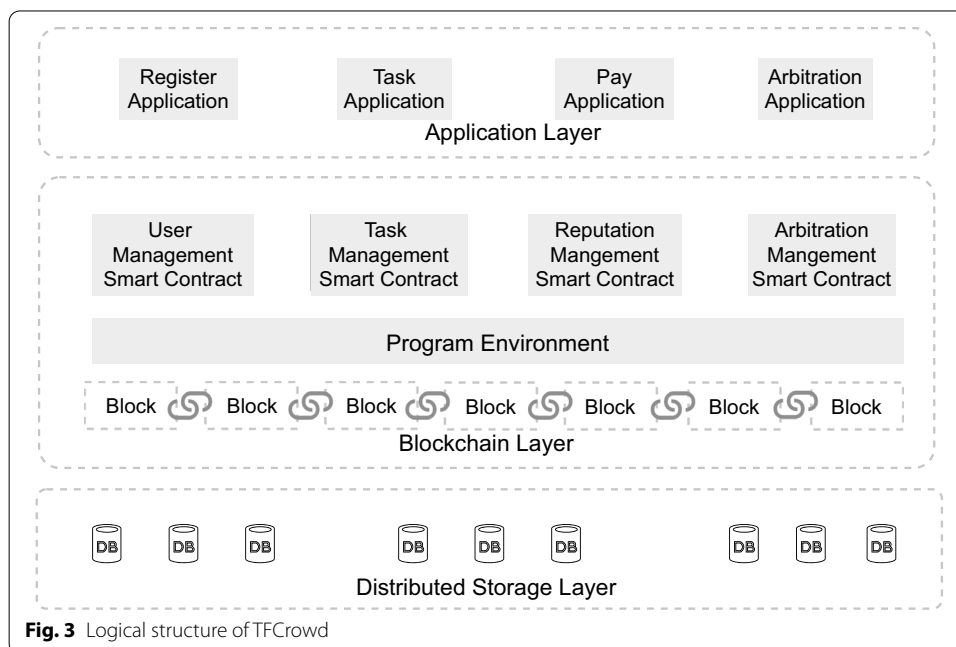 Register
Application
Task
Application
Pay
Application
Arbitration
Application
Application Layer
User
Management
Smart Contract
Task
Management
Smart Contract
Reputation
Mangement
Smart Contract
Arbitration
Mangement
Smart Contract
Program Environment
Block Block Block Block Block Block Block
Blockchain Layer
DB DB DB DB DB DB DB DB DB
Distributed Storage Layer
Fig. 3 Logical structure of TFCrowd